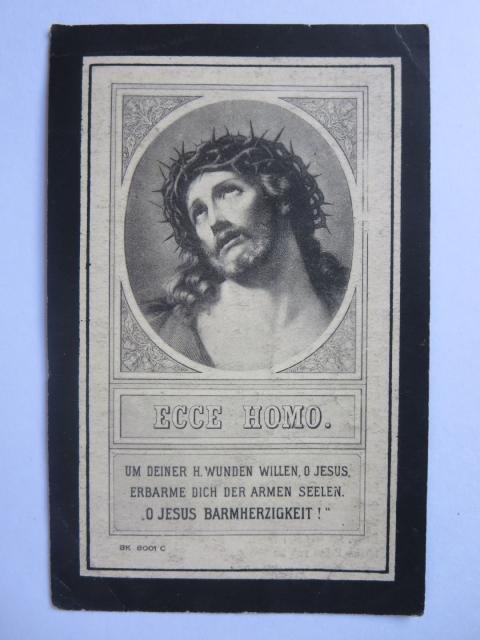 ECCE HOMO.
UM DEINER H. WUNDEN WILLEN, O JESUS,
ERBARME DICH DER ARMEN SEELEN.
„O JESUS BARMHERZIGKEIT!"
BK 8001 C